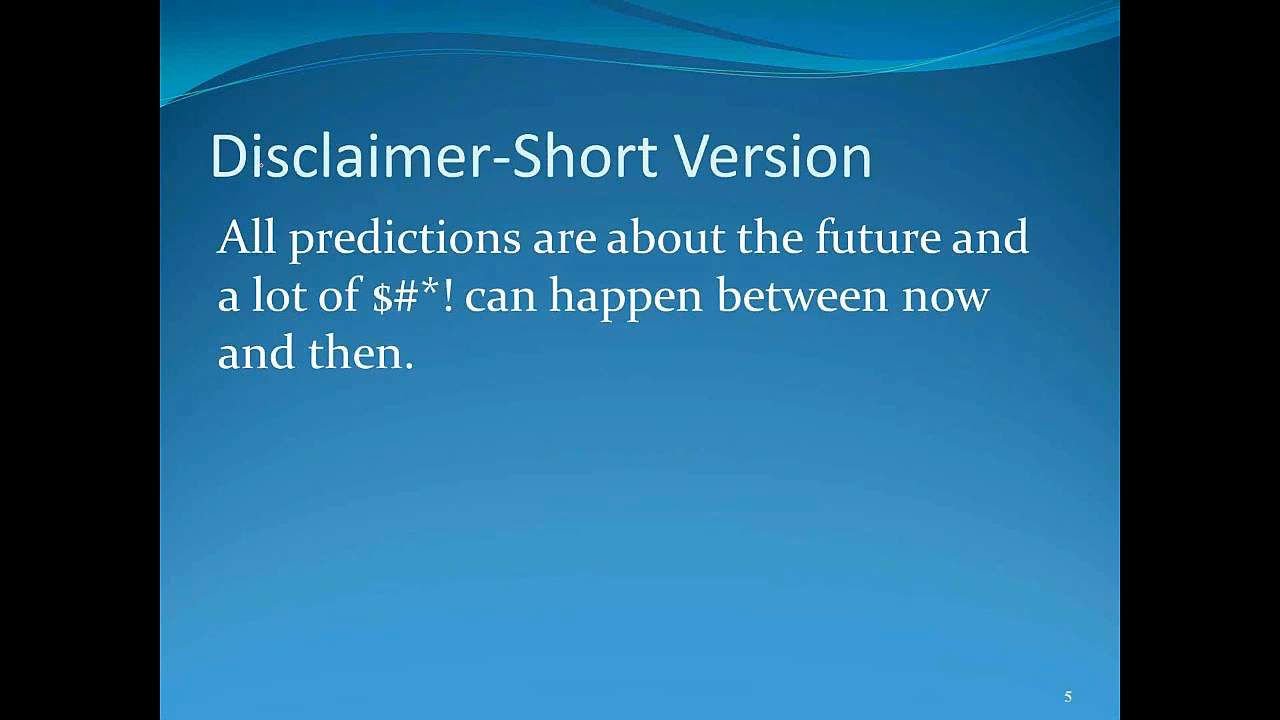 Disclaimer-Short Version
All predictions are about the future and
a lot of $#*! can happen between now
and then.
5